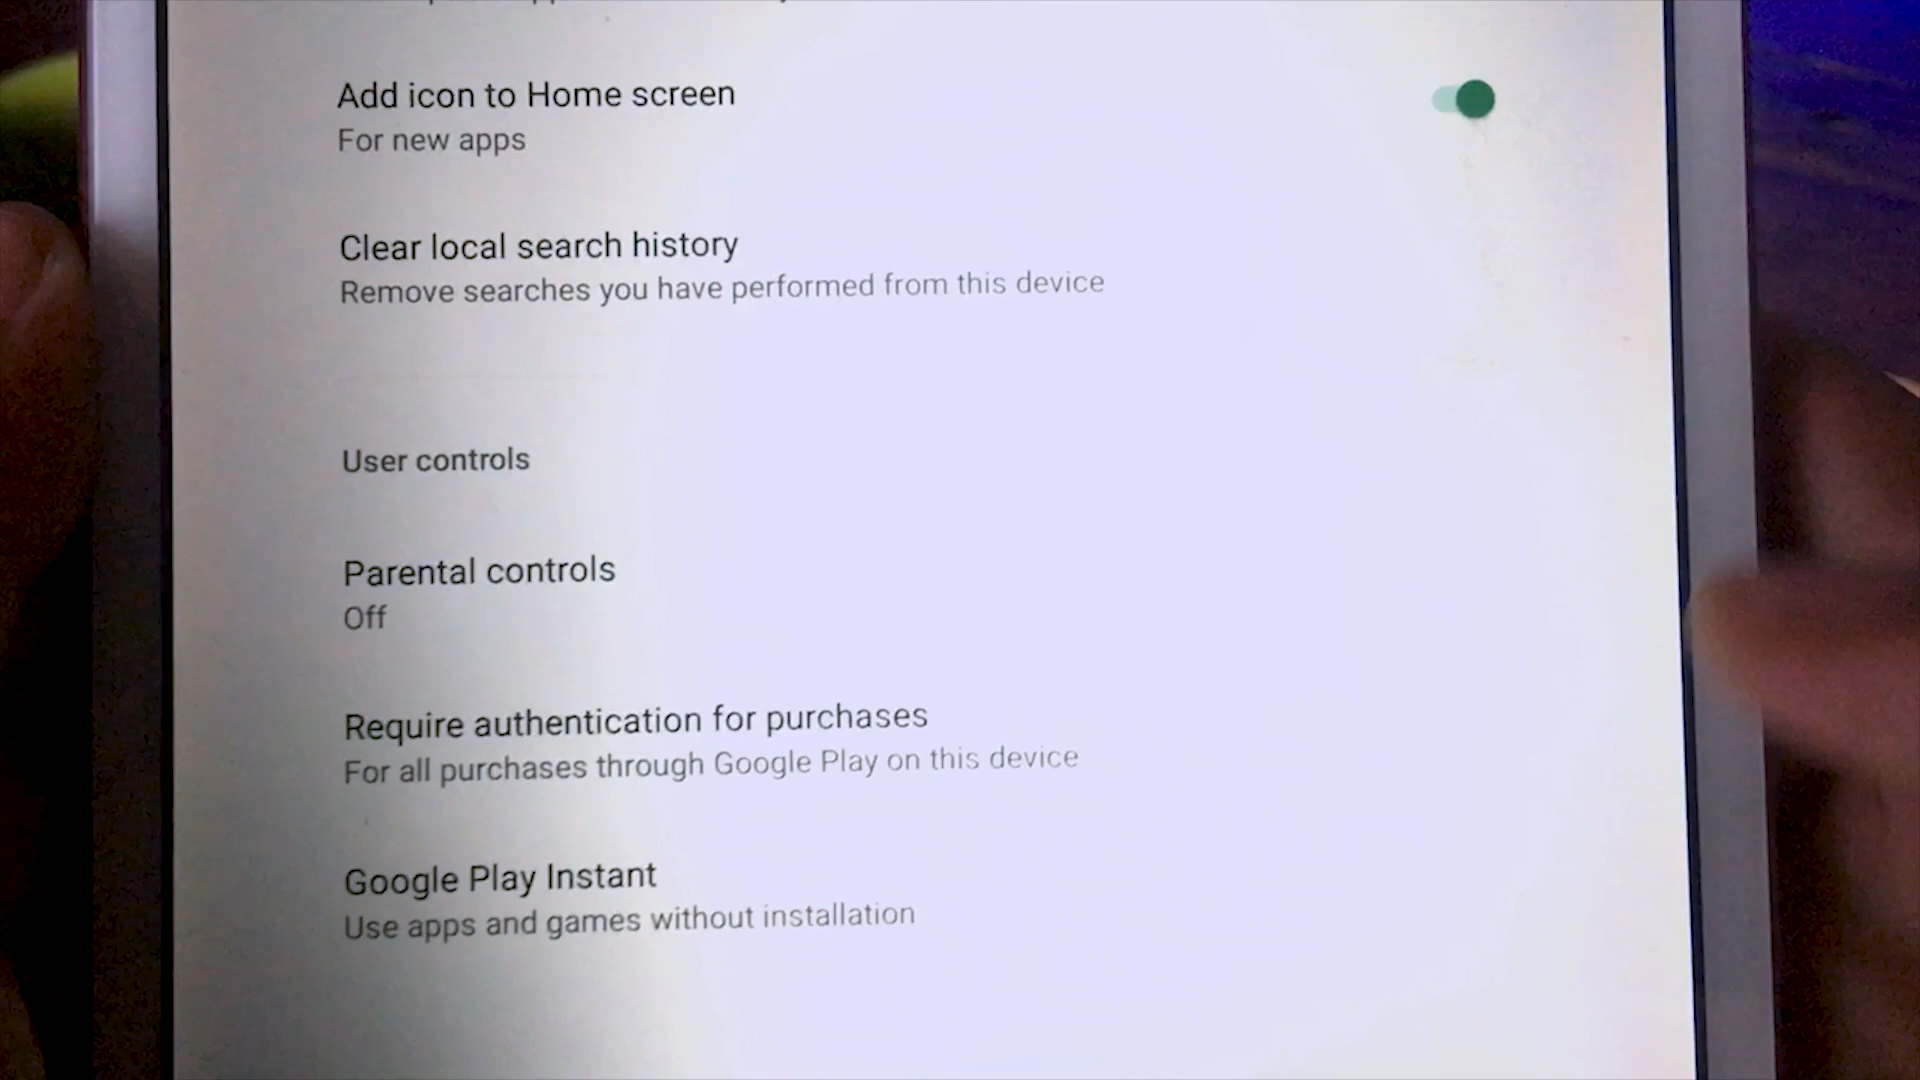 Add icon to Home screen
For new apps
Clear local search history
Remove searches you have performed from this device
User controls
Parental controls
Off
Require authentication for purchases
For all purchases through Google Play on this device
Google Play Instant
Use apps and games without installation